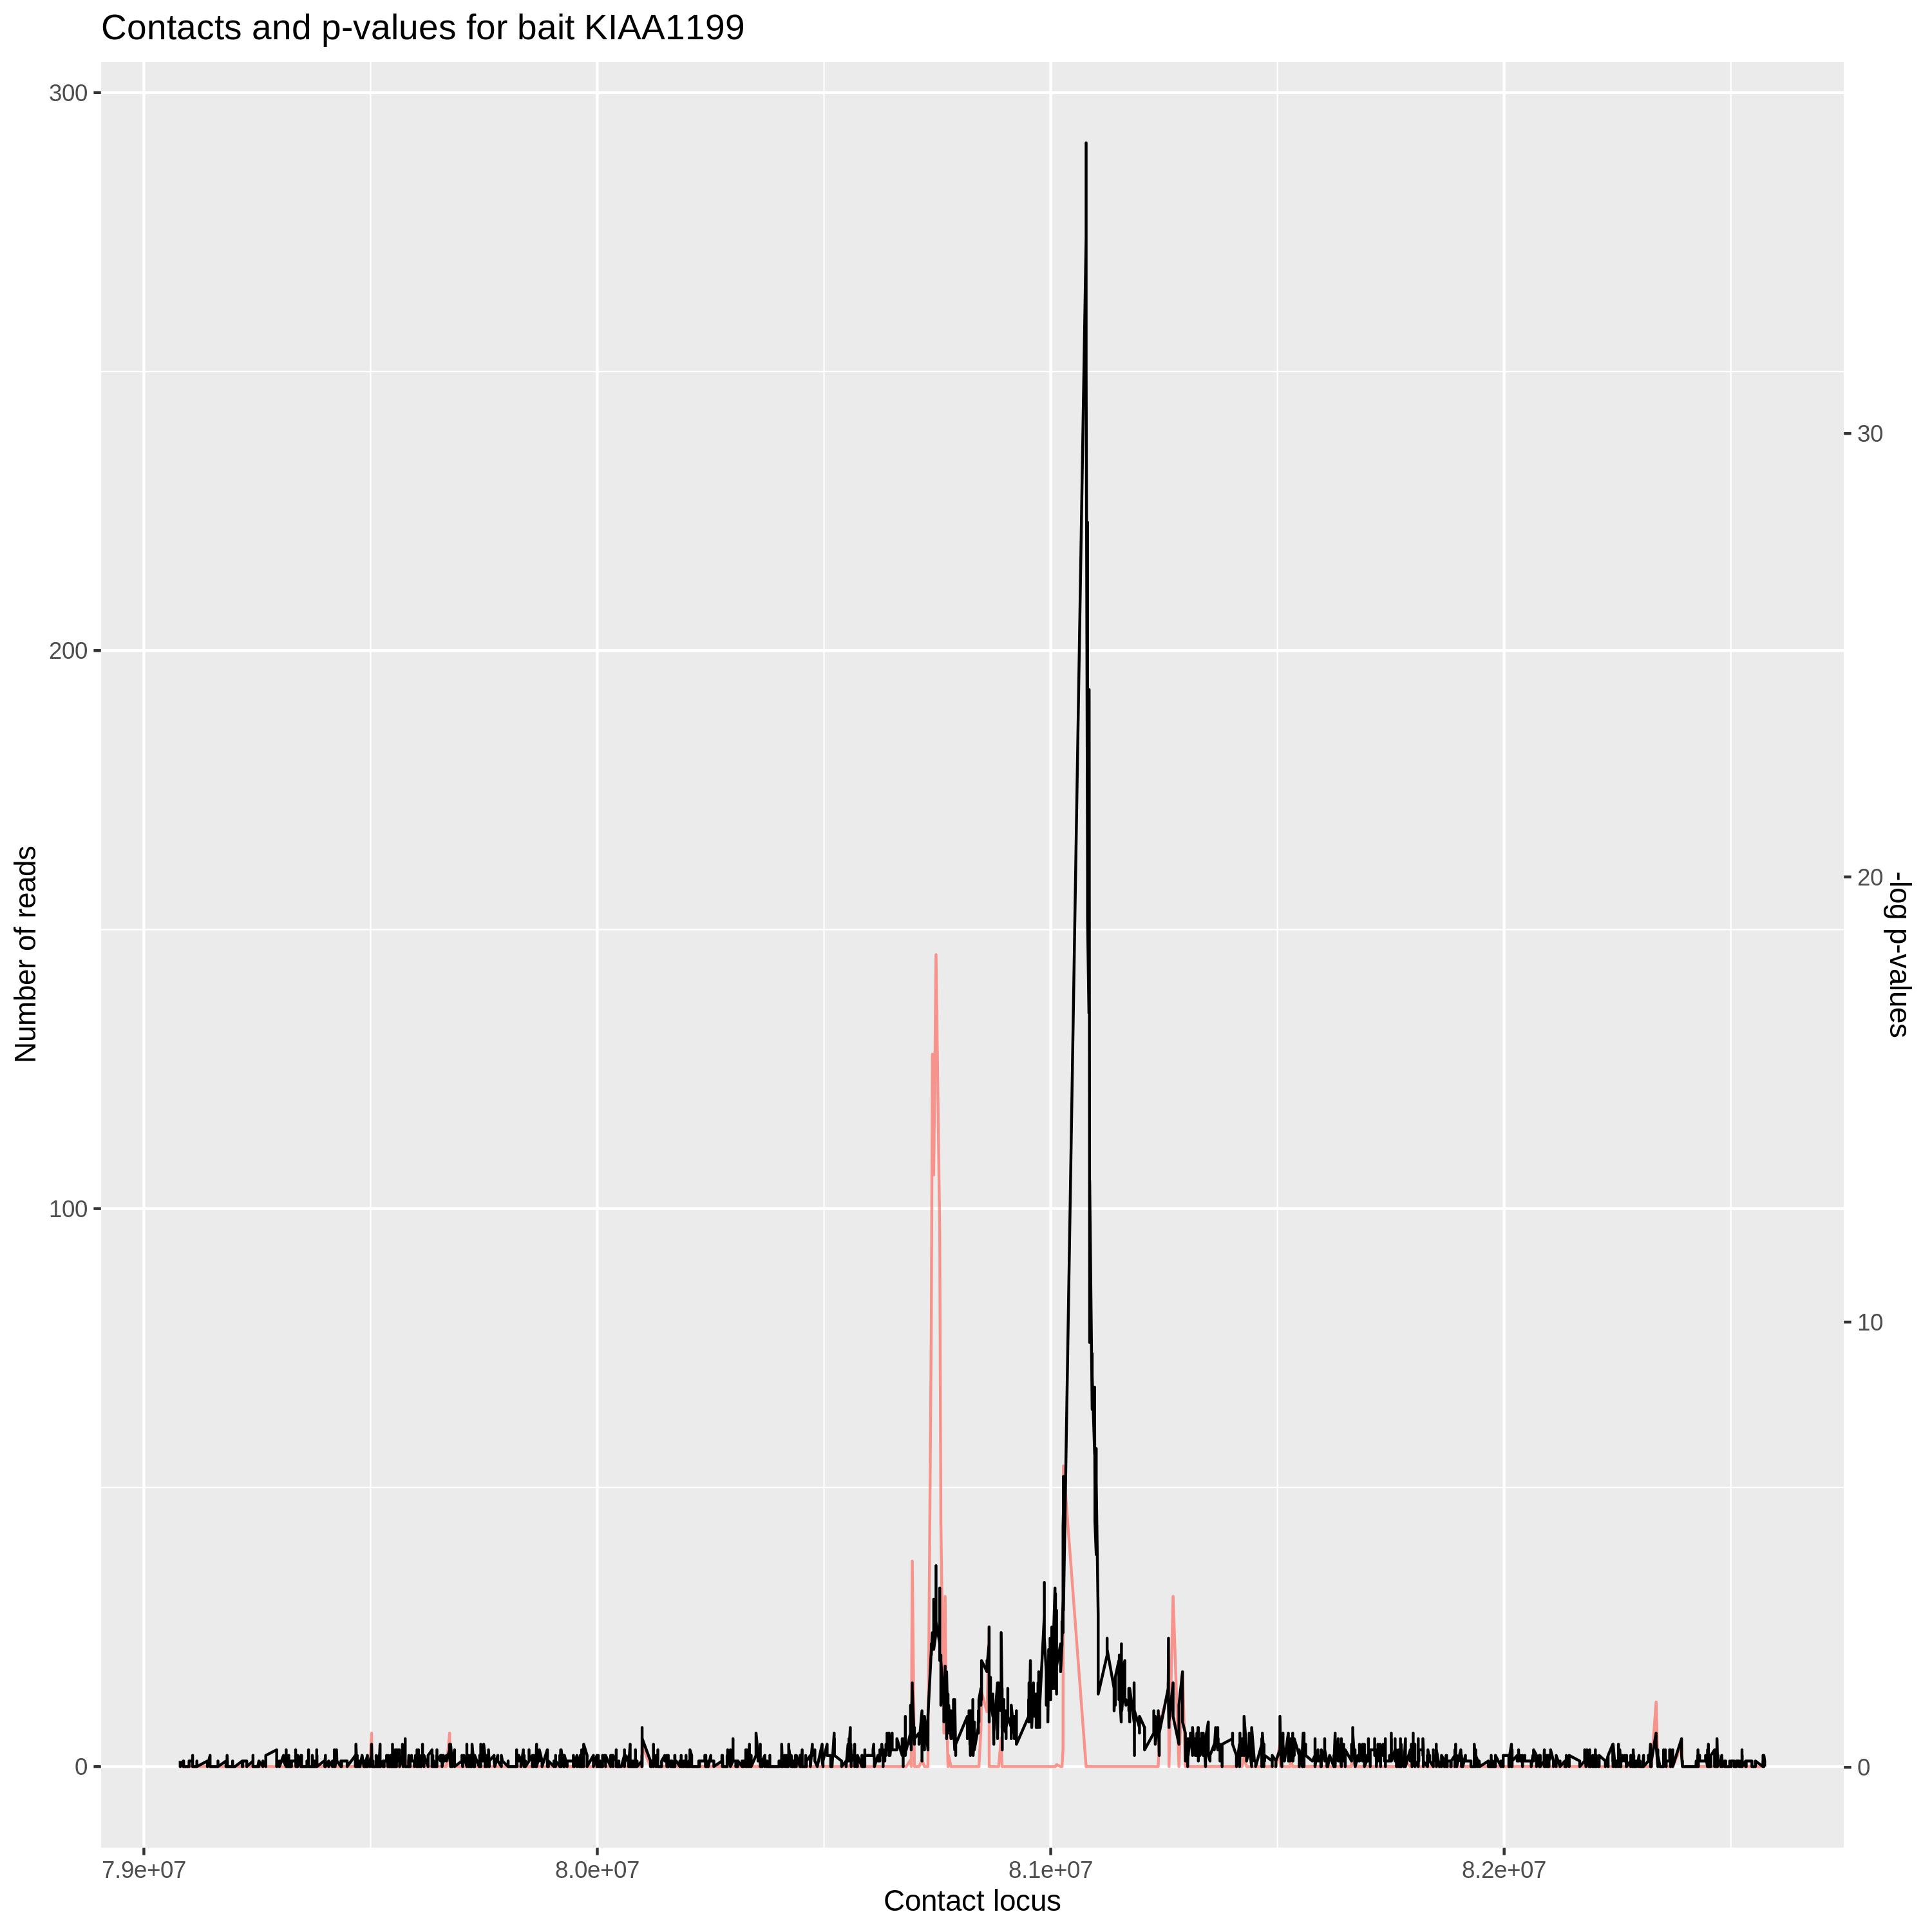 Contacts and p-values for bait KIAA1199
300
200
100
0
Number of reads
30
20
10
0
-log p-values
7.9e+07
8.0e+07
8.1e+07
8.2e+07
Contact locus